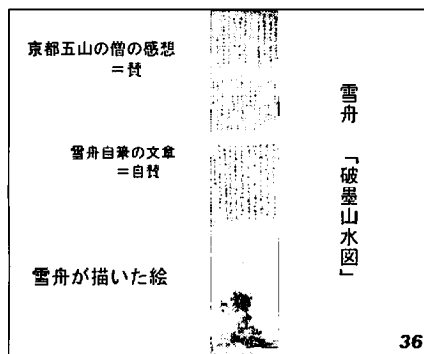 京都五山の僧の感想
＝賛
雪舟自筆の文章
＝自賛
雪舟が描いた絵
雪舟　「破墨山水図」
36